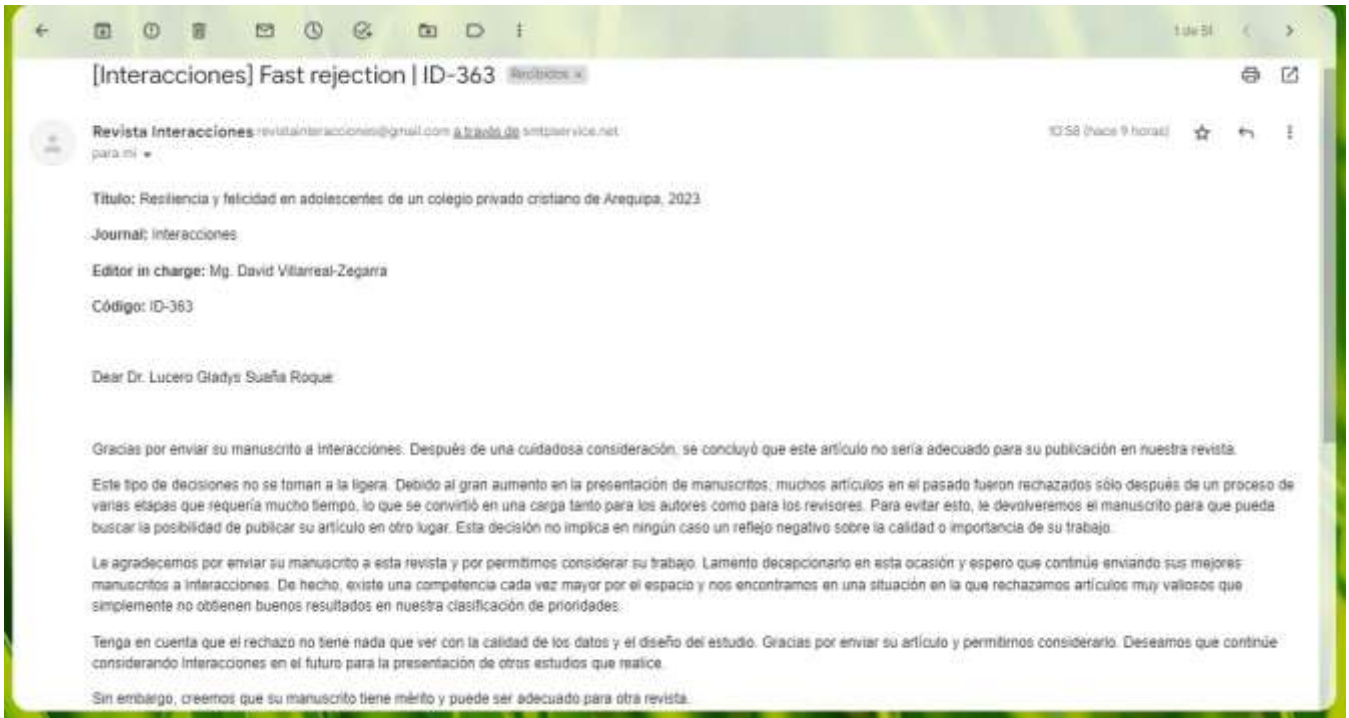 1 de 51
[Interacciones] Fast rejection | ID-363 Recibidos ×
Revista Interacciones revistainteracciones@gmail.com a través de smtpservice.net
10:58 (hace 9 horas)
para mí
Título: Resiliencia y felicidad en adolescentes de un colegio privado cristiano de Arequipa, 2023
Journal: Interacciones
Editor in charge: Mg. David Villarreal-Zegarra
Código: ID-363
Dear Dr. Lucero Gladys Suaña Roque:
Gracias por enviar su manuscrito a Interacciones. Después de una cuidadosa consideración, se concluyó que este artículo no sería adecuado para su publicación en nuestra revista.
Este tipo de decisiones no se toman a la ligera. Debido al gran aumento en la presentación de manuscritos, muchos artículos en el pasado fueron rechazados sólo después de un proceso de
varias etapas que requería mucho tiempo, lo que se convirtió en una carga tanto para los autores como para los revisores. Para evitar esto, le devolveremos el manuscrito para que pueda
buscar la posibilidad de publicar su artículo en otro lugar. Esta decisión no implica en ningún caso un reflejo negativo sobre la calidad o importancia de su trabajo.
Le agradecemos por enviar su manuscrito a esta revista y por permitirnos considerar su trabajo. Lamento decepcionarlo en esta ocasión y espero que continúe enviando sus mejores
manuscritos a Interacciones. De hecho, existe una competencia cada vez mayor por el espacio y nos encontramos en una situación en la que rechazamos artículos muy valiosos que
simplemente no obtienen buenos resultados en nuestra clasificación de prioridades.
Tenga en cuenta que el rechazo no tiene nada que ver con la calidad de los datos y el diseño del estudio. Gracias por enviar su artículo y permitirnos considerarlo. Deseamos que continúe
considerando Interacciones en el futuro para la presentación de otros estudios que realice.
Sin embargo, creemos que su manuscrito tiene mérito y puede ser adecuado para otra revista.